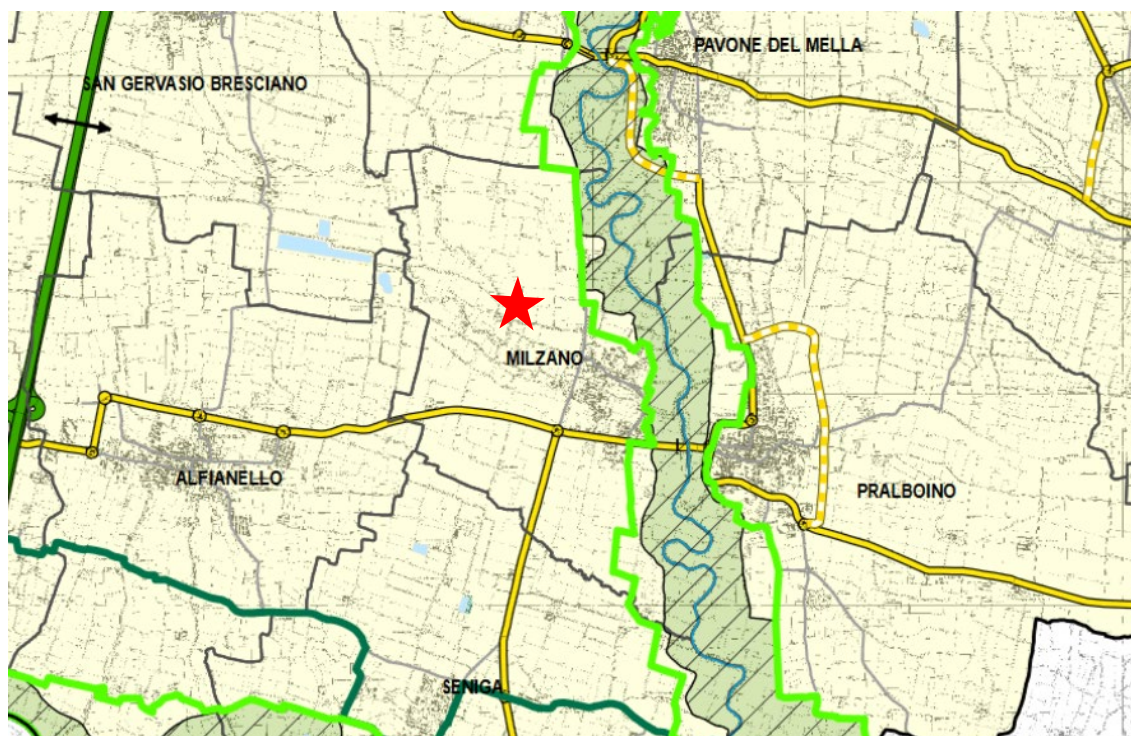 PAVONE DEL MELLA
SAN GERVASIO BRESCIANO
MILZANO
ALFIANELLO
PRALBOINO
SENIGA